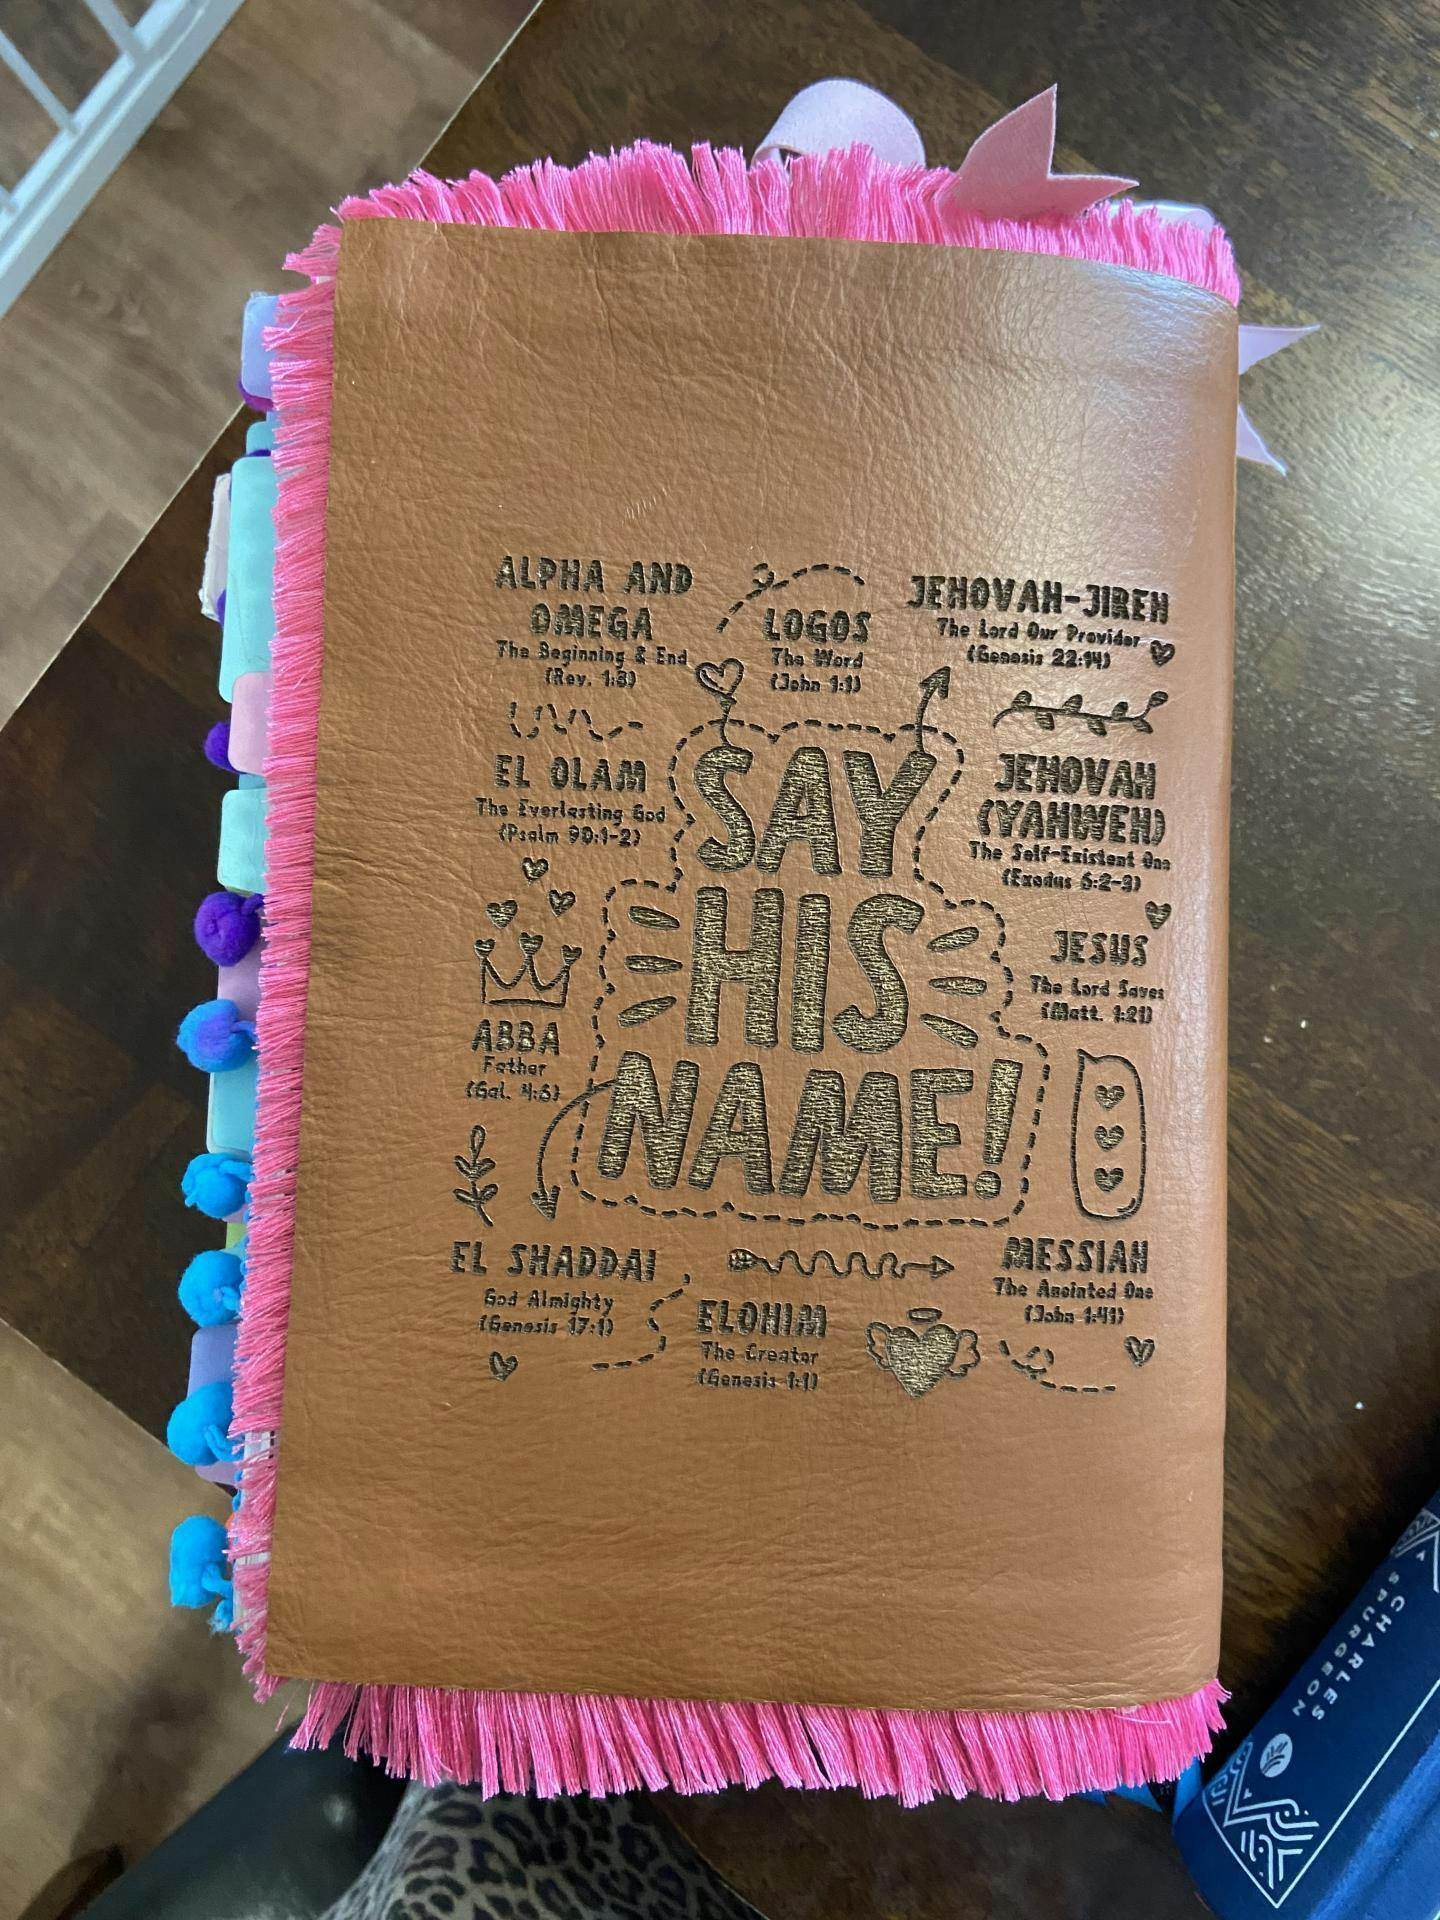 ALPHA AND
OMEGA
The Beginning & End
(Rev. 1:8)
LOGOS
The Word
(John 1:1)
JEHOVAH-JIREH
The Lord Our Provider
(Genesis 22:14)
EL OLAM
The Everlasting God
(Psalm 90:1-2)
SAY
HIS
NAME!
JEHOVAH
(YAHWEH)
The Self-Existent One
(Exodus 6:2-3)
JESUS
The Lord Saves
(Matt. 1:21)
ABBA
Father
(Gal. 4:6)
EL SHADDAI
God Almighty
(Genesis 17:1)
ELOHIM
The Creator
(Genesis 1:1)
MESSIAH
The Anointed One
(John 1:41)
CHARLES
SPURGEON